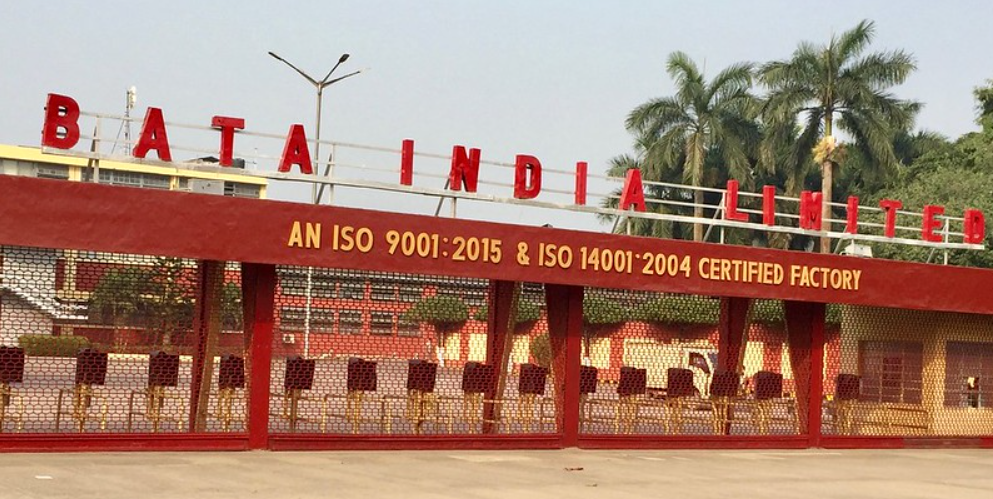 BATA INDIA LIMITED
AN ISO 9001:2015 & ISO 14001:2004 CERTIFIED FACTORY